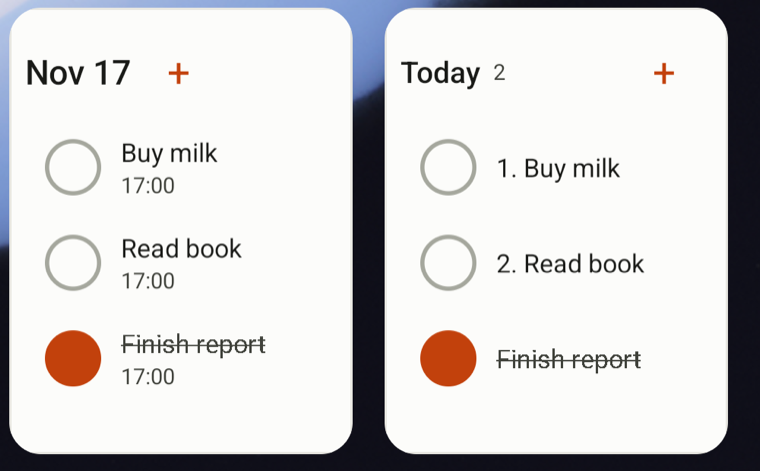 Nov 17 +
Buy milk
17:00
Read book
17:00
Finish report
17:00
Today 2 +
1. Buy milk
2. Read book
Finish report